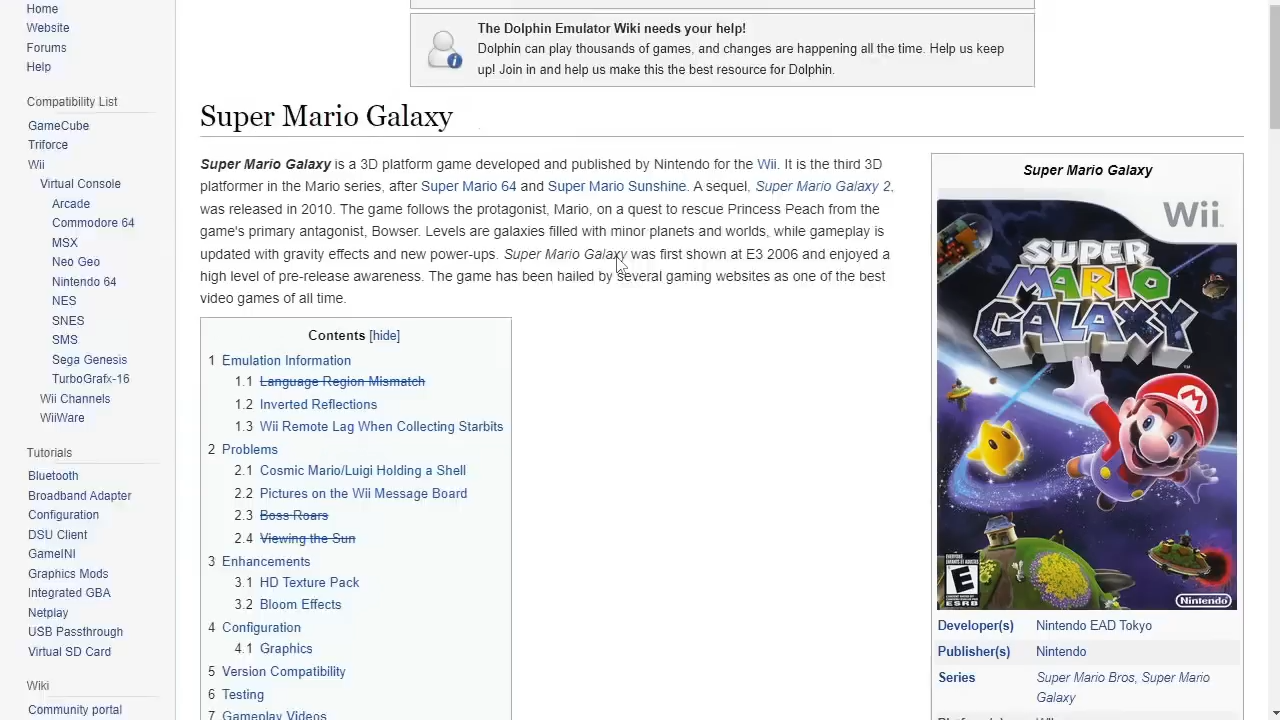 Home
Website
Forums
Help
Compatibility List
GameCube
Triforce
Wii
Virtual Console
Arcade
Commodore 64
MSX
Neo Geo
Nintendo 64
NES
SNES
SMS
Sega Genesis
TurboGrafx-16
Wii Channels
WiiWare
Tutorials
Bluetooth
Broadband Adapter
Configuration
DSU Client
GameINI
Graphics Mods
Integrated GBA
Netplay
USB Passthrough
Virtual SD Card
Wiki
Community portal
The Dolphin Emulator Wiki needs your help!
Dolphin can play thousands of games, and changes are happening all the time. Help us keep
up! Join in and help us make this the best resource for Dolphin.
Super Mario Galaxy
Super Mario Galaxy is a 3D platform game developed and published by Nintendo for the Wii. It is the third 3D
platformer in the Mario series, after Super Mario 64 and Super Mario Sunshine. A sequel, Super Mario Galaxy 2,
was released in 2010. The game follows the protagonist, Mario, on a quest to rescue Princess Peach from the
game's primary antagonist, Bowser. Levels are galaxies filled with minor planets and worlds, while gameplay is
updated with gravity effects and new power-ups. Super Mario Galaxy was first shown at E3 2006 and enjoyed a
high level of pre-release awareness. The game has been hailed by several gaming websites as one of the best
video games of all time.
Contents [hide]
1 Emulation Information
1.1 Language Region Mismatch
1.2 Inverted Reflections
1.3 Wii Remote Lag When Collecting Starbits
2 Problems
2.1 Cosmic Mario/Luigi Holding a Shell
2.2 Pictures on the Wii Message Board
2.3 Boss Roars
2.4 Viewing the Sun
3 Enhancements
3.1 HD Texture Pack
3.2 Bloom Effects
4 Configuration
4.1 Graphics
5 Version Compatibility
6 Testing
7 Gameplay Videos
Super Mario Galaxy
Wii
SUPER
MARIO
GALAXY
M
E
ESRB
Nintendo
Developer(s) Nintendo EAD Tokyo
Publisher(s) Nintendo
Series Super Mario Bros, Super Mario
Galaxy